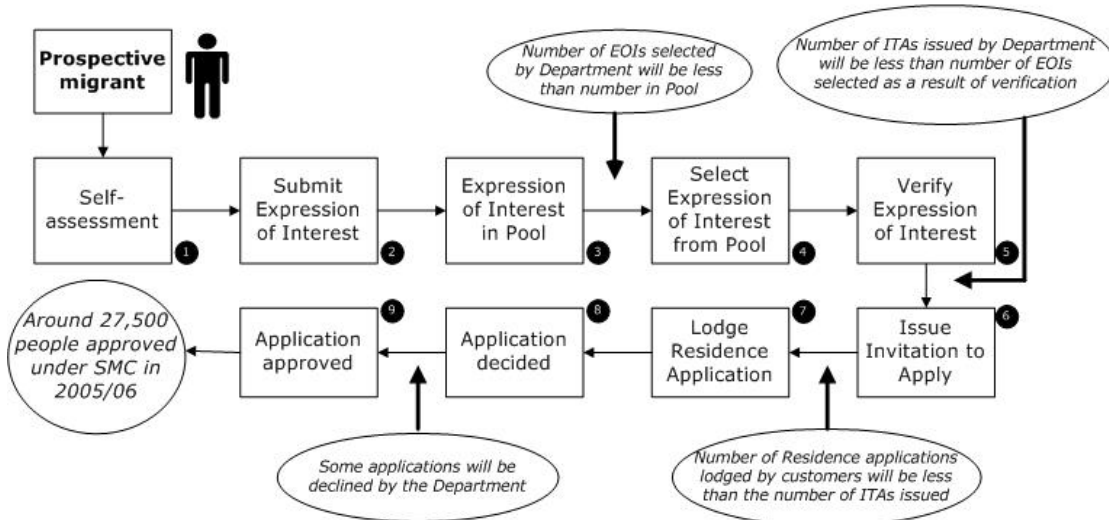 Prospective
migrant
Number of EOIs selected
by Department will be less
than number in Pool
Number of ITAs issued by Department
will be less than number of EOIs
selected as a result of verification
Self-
assessment
1
Submit
Expression
of Interest
2
Expression
of Interest
in Pool
3
Select
Expression
of Interest
from Pool
4
Verify
Expression
of Interest
5
Issue
Invitation to
Apply
6
Lodge
Residence
Application
7
Application
decided
8
Application
approved
9
Around 27,500
people approved
under SMC in
2005/06
Some applications will be
declined by the Department
Number of Residence applications
lodged by customers will be less
than the number of ITAs issued